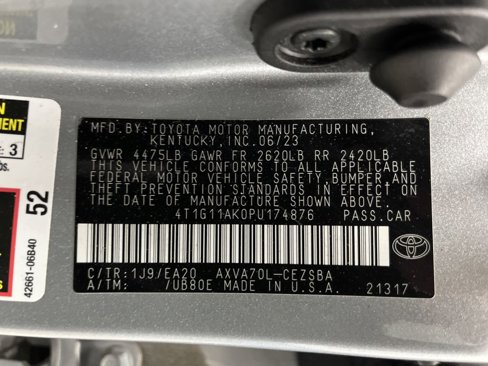 MFD.BY:TOYOTA MOTOR MANUFACTURING,
KENTUCKY,INC.06/23
GVWR 4475LB GAWR FR 2620LB RR 2420LB
THIS VEHICLE CONFORMS TO ALL APPLICABLE
FEDERAL MOTOR VEHICLE SAFETY,BUMPER AND
THEFT PREVENTION STANDARDS IN EFFECT ON
THE DATE OF MANUFACTURE SHOWN ABOVE.
4T1G11AK0PU174876 PASS.CAR
C/TR:1J9/EA20 AXVA70L-CEZSBA
A/TM: /UB80E MADE IN U.S.A. 21317
TOYOTA
3
52
42661-06B40